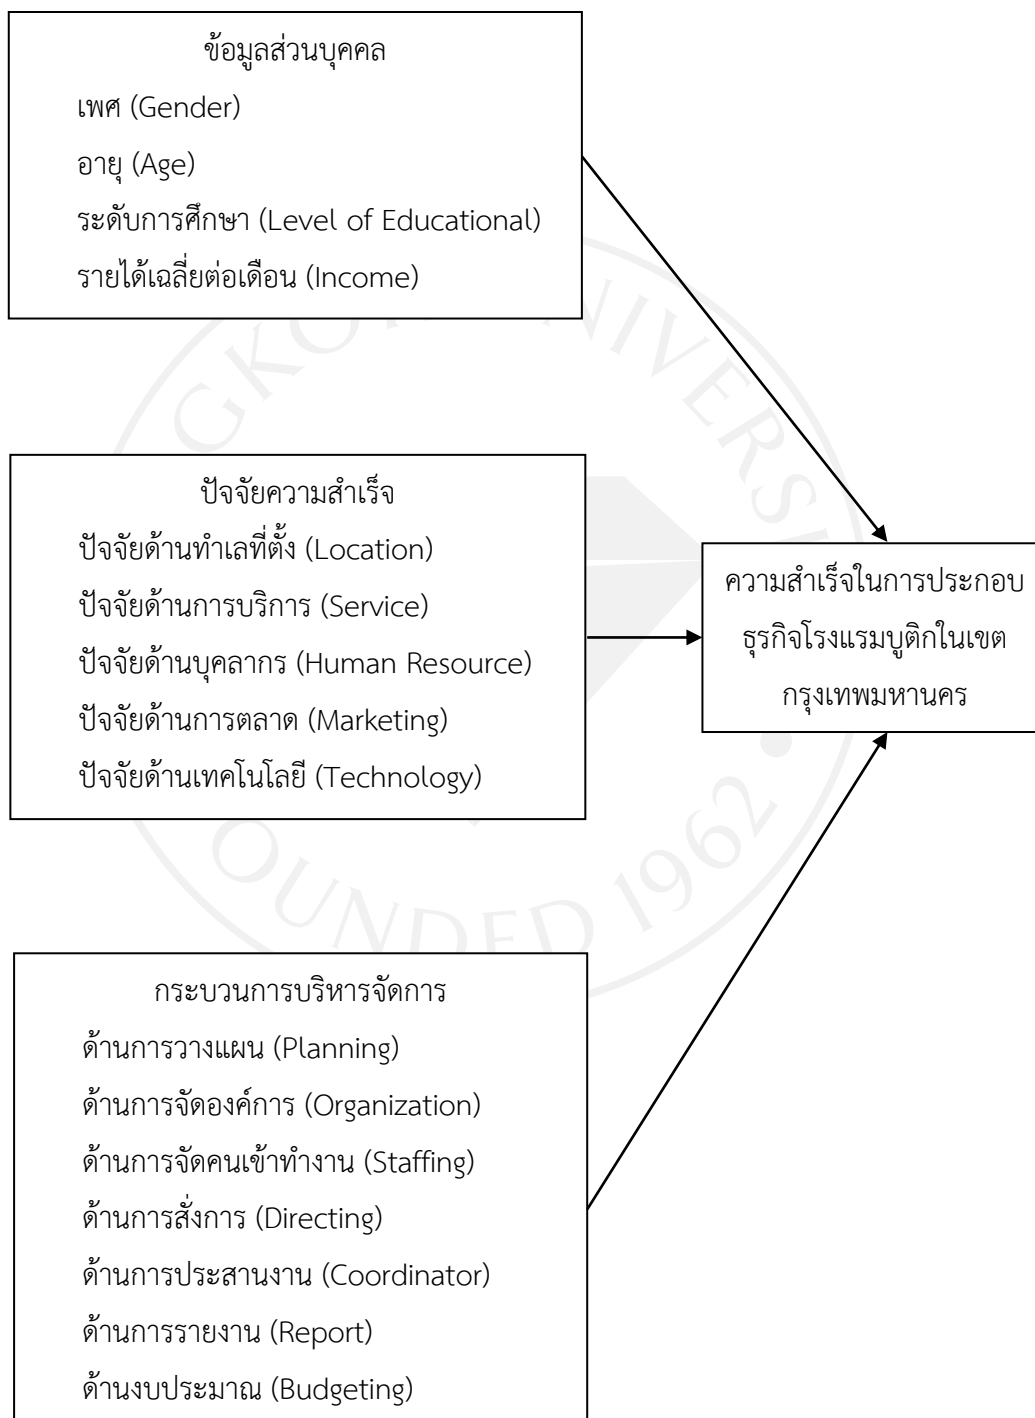 ข้อมูลส่วนบุคคล
เพศ (Gender)
อายุ (Age)
ระดับการศึกษา (Level of Educational)
รายได้เฉลี่ยต่อเดือน (Income)
ปัจจัยความสำเร็จ
ปัจจัยด้านทำเลที่ตั้ง (Location)
ปัจจัยด้านการบริการ (Service)
ปัจจัยด้านบุคลากร (Human Resource)
ปัจจัยด้านการตลาด (Marketing)
ปัจจัยด้านเทคโนโลยี (Technology)
ความสำเร็จในการประกอบ
ธุรกิจโรงแรมบูติกในเขต
กรุงเทพมหานคร
กระบวนการบริหารจัดการ
ด้านการวางแผน (Planning)
ด้านการจัดองค์การ (Organization)
ด้านการจัดคนเข้าทำงาน (Staffing)
ด้านการสั่งการ (Directing)
ด้านการประสานงาน (Coordinator)
ด้านการรายงาน (Report)
ด้านงบประมาณ (Budgeting)
1962